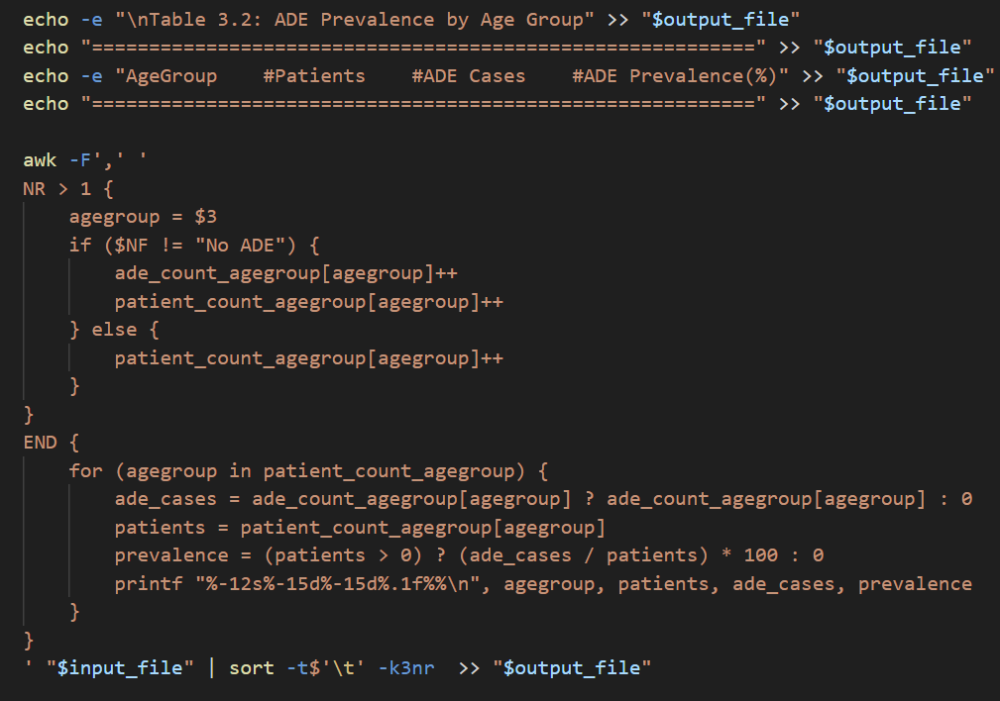 echo -e "\nTable 3.2: ADE Prevalence by Age Group" >> "$output_file"
echo "==========================================================" >> "$output_file"
echo -e "AgeGroup    #Patients    #ADE Cases    #ADE Prevalence(%)" >> "$output_file"
echo "==========================================================" >> "$output_file"

awk -F',' '
NR > 1 {
    agegroup = $3
    if ($NF != "No ADE") {
        ade_count_agegroup[agegroup]++
        patient_count_agegroup[agegroup]++
    } else {
        patient_count_agegroup[agegroup]++
    }
}
END {
    for (agegroup in patient_count_agegroup) {
        ade_cases = ade_count_agegroup[agegroup] ? ade_count_agegroup[agegroup] : 0
        patients = patient_count_agegroup[agegroup]
        prevalence = (patients > 0) ? (ade_cases / patients) * 100 : 0
        printf "%-12s%-15d%-15d%.1f%%\n", agegroup, patients, ade_cases, prevalence
    }
}
' "$input_file" | sort -t$'\t' -k3nr  >> "$output_file"